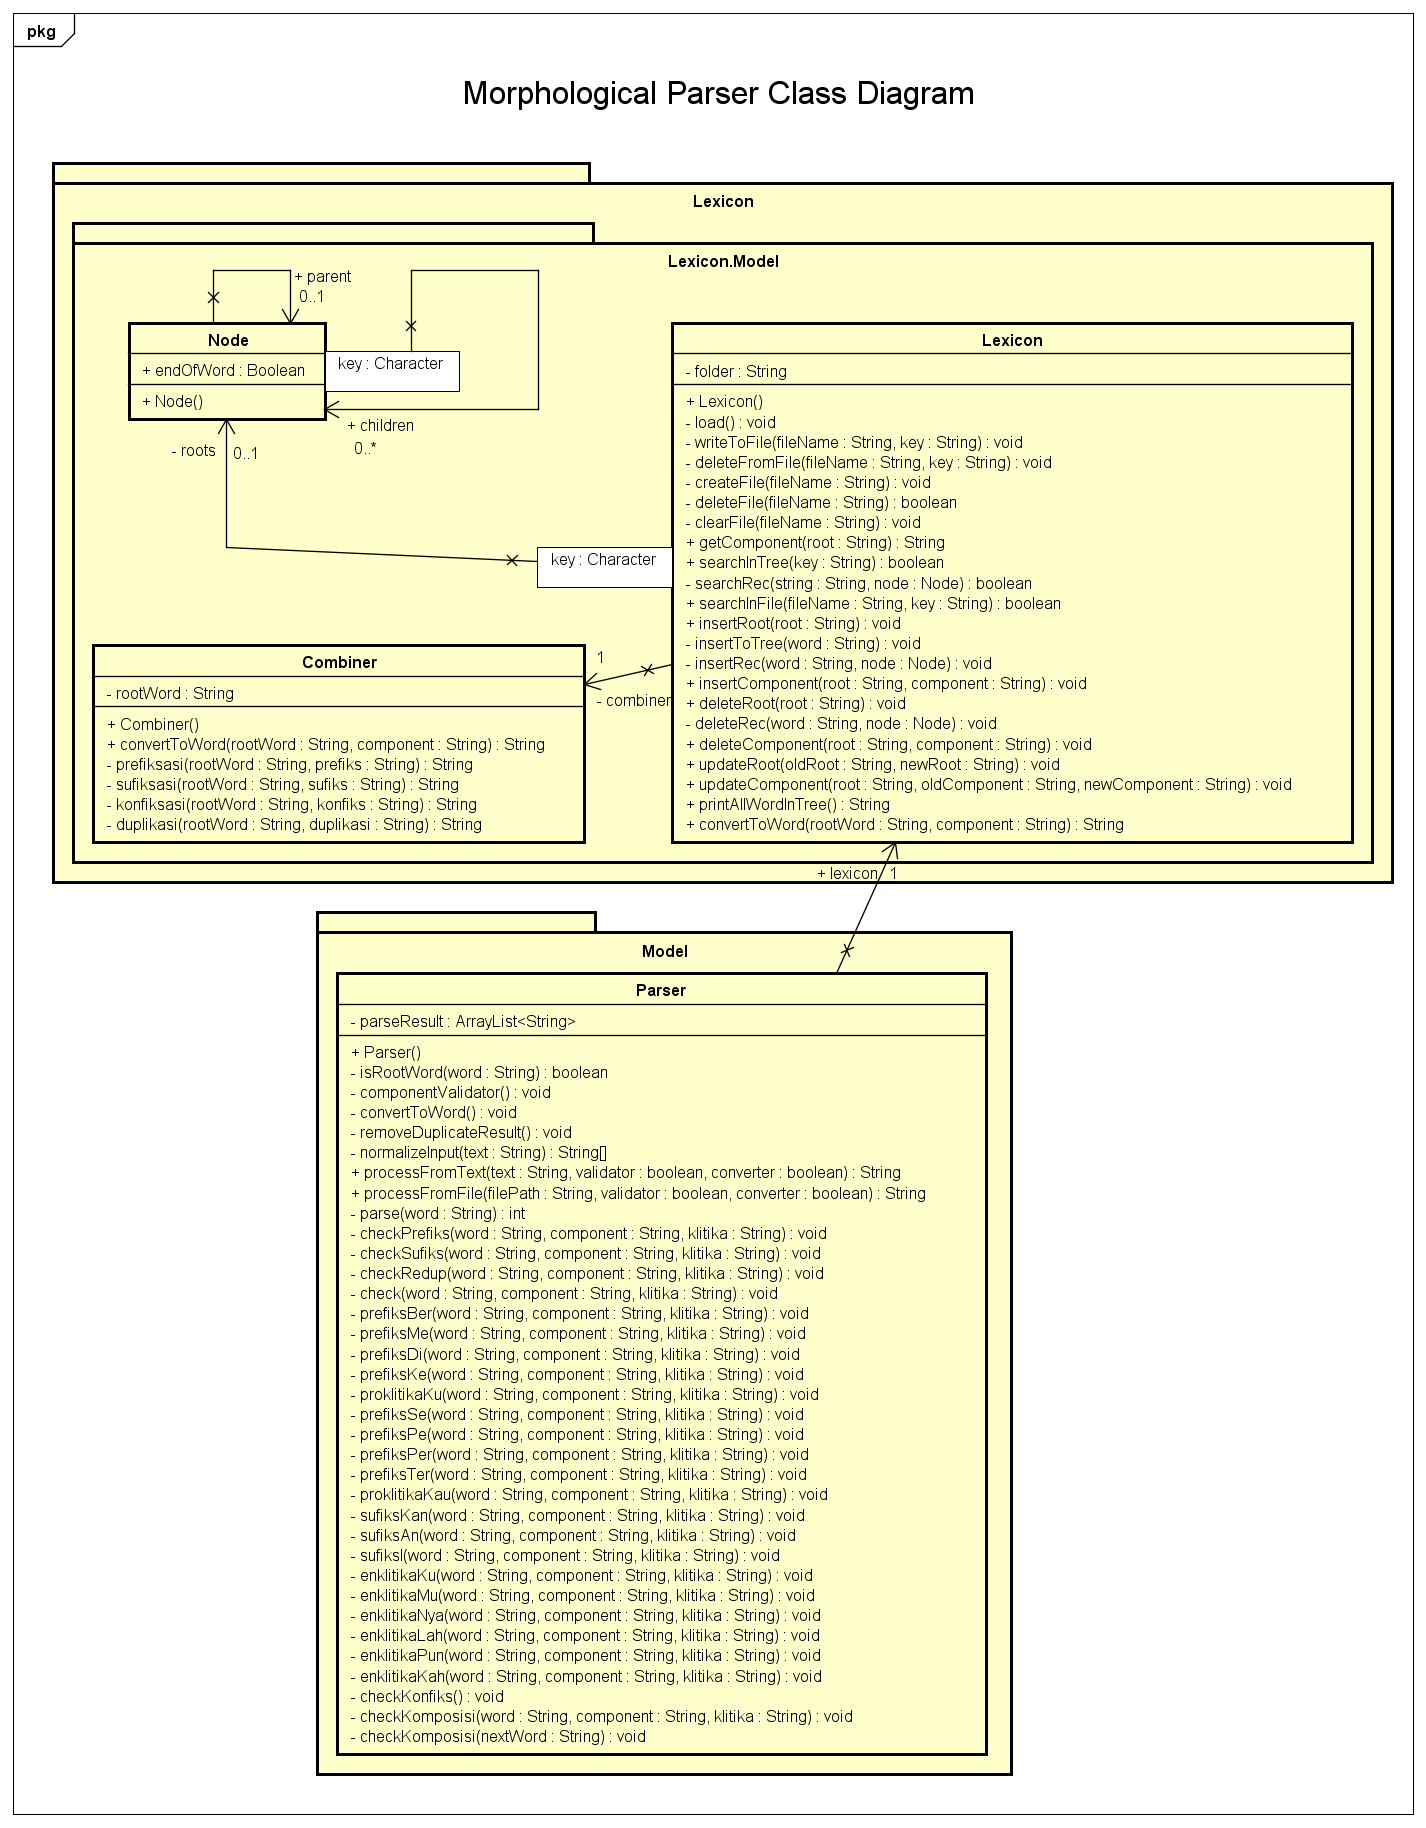 pkg
Morphological Parser Class Diagram
Lexicon
Lexicon.Model
+ parent
0..1
Node
+ endOfWord : Boolean
+ Node()
key : Character
+ children
0..*
- roots
0..1
key : Character
Lexicon
- folder : String
+ Lexicon()
- load() : void
- writeToFile(fileName : String, key : String) : void
- deleteFromFile(fileName : String, key : String) : void
- createFile(fileName : String) : void
- deleteFile(fileName : String) : boolean
- clearFile(fileName : String) : void
+ getComponent(root : String) : String
+ searchInTree(key : String) : boolean
- searchRec(string : String, node : Node) : boolean
+ searchInFile(fileName : String, key : String) : boolean
+ insertRoot(root : String) : void
- insertToTree(word : String) : void
- insertRec(word : String, node : Node) : void
+ insertComponent(root : String, component : String) : void
+ deleteRoot(root : String) : void
- deleteRec(word : String, node : Node) : void
+ deleteComponent(root : String, component : String) : void
+ updateRoot(oldRoot : String, newRoot : String) : void
+ updateComponent(root : String, oldComponent : String, newComponent : String) : void
+ printAllWordInTree() : String
+ convertToWord(rootWord : String, component : String) : String
1
- combiner
Combiner
- rootWord : String
+ Combiner()
+ convertToWord(rootWord : String, component : String) : String
- prefiksasi(rootWord : String, prefiks : String) : String
- sufiksasi(rootWord : String, sufiks : String) : String
- konfiksasi(rootWord : String, konfiks : String) : String
- duplikasi(rootWord : String, duplikasi : String) : String
+ lexicon 1
Model
Parser
- parseResult : ArrayList<String>
+ Parser()
- isRootWord(word : String) : boolean
- componentValidator() : void
- convertToWord() : void
- removeDuplicateResult() : void
- normalizeInput(text : String) : String[]
+ processFromText(text : String, validator : boolean, converter : boolean) : String
+ processFromFile(filePath : String, validator : boolean, converter : boolean) : String
- parse(word : String) : int
- checkPrefiks(word : String, component : String, klitika : String) : void
- checkSufiks(word : String, component : String, klitika : String) : void
- checkRedup(word : String, component : String, klitika : String) : void
- check(word : String, component : String, klitika : String) : void
- prefiksBer(word : String, component : String, klitika : String) : void
- prefiksMe(word : String, component : String, klitika : String) : void
- prefiksDi(word : String, component : String, klitika : String) : void
- prefiksKe(word : String, component : String, klitika : String) : void
- proklitikaKu(word : String, component : String, klitika : String) : void
- prefiksSe(word : String, component : String, klitika : String) : void
- prefiksPe(word : String, component : String, klitika : String) : void
- prefiksPer(word : String, component : String, klitika : String) : void
- prefiksTer(word : String, component : String, klitika : String) : void
- proklitikaKau(word : String, component : String, klitika : String) : void
- sufiksKan(word : String, component : String, klitika : String) : void
- sufiksAn(word : String, component : String, klitika : String) : void
- sufiksI(word : String, component : String, klitika : String) : void
- enklitikaKu(word : String, component : String, klitika : String) : void
- enklitikaMu(word : String, component : String, klitika : String) : void
- enklitikaNya(word : String, component : String, klitika : String) : void
- enklitikaLah(word : String, component : String, klitika : String) : void
- enklitikaPun(word : String, component : String, klitika : String) : void
- enklitikaKah(word : String, component : String, klitika : String) : void
- checkKonfiks() : void
- checkKomposisi(word : String, component : String, klitika : String) : void
- checkKomposisi(nextWord : String) : void